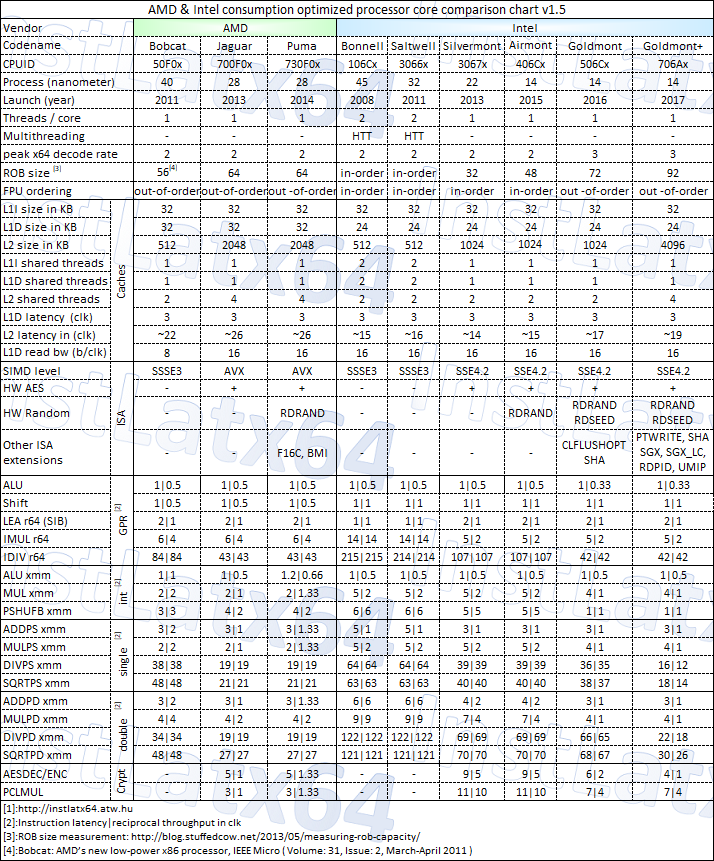 AMD & Intel consumption optimized processor core comparison chart v1.5
Vendor AMD Intel
Codename Bobcat Jaguar Puma Bonnell Saltwell Silvermont Airmont Goldmont Goldmont+
CPUID 50F0x 700F0x 730F0x 106Cx 3066x 3067x 406Cx 506Cx 706Ax
Process (nanometer) 40 28 28 45 32 22 14 14 14
Launch (year) 2011 2013 2014 2008 2011 2013 2015 2016 2017
Threads / core 1 1 1 2 2 1 1 1 1
Multithreading - - - HTT HTT - - - -
peak x64 decode rate 2 2 2 2 2 2 2 3 3
ROB size [3] 56[4] 64 64 in-order in-order 32 48 72 92
FPU ordering out-of-order out-of-order out -of-order in-order in-order in-order in-order out -of-order out -of-order
Caches
L1I size in KB 32 32 32 32 32 32 32 32 32
L1D size in KB 32 32 32 24 24 24 24 24 24
L2 size in KB 512 2048 2048 512 512 1024 1024 1024 4096
L1I shared threads 1 1 1 2 2 1 1 1 1
L1D shared threads 1 1 1 2 2 1 1 1 1
L2 shared threads 2 4 4 2 2 2 2 2 4
L1D latency (clk) 3 3 3 3 3 3 3 3 3
L2 latency in (clk) ~22 ~26 ~26 ~15 ~16 ~14 ~15 ~17 ~19
L1D read bw (b/clk) 8 16 16 16 16 16 16 16 16
ISA
SIMD level SSSE3 AVX AVX SSSE3 SSSE3 SSE4.2 SSE4.2 SSE4.2 SSE4.2
HW AES - + + - - + + + +
HW Random - - RDRAND - - - RDRAND RDRAND RDSEED RDRAND RDSEED
Other ISA extensions - - F16C, BMI - - - - CLFLUSHOPT SHA PTWRITE, SHA SGX, SGX_LC, RDPID, UMIP
GPR [2]
ALU 1|0.5 1|0.5 1|0.5 1|0.5 1|0.5 1|0.5 1|0.5 1|0.33 1|0.33
Shift 1|0.5 1|0.5 1|0.5 1|1 1|1 1|1 1|1 1|1 1|1
LEA r64 (SIB) 2|1 2|1 2|1 1|1 1|1 2|1 2|1 2|1 2|1
IMUL r64 6|4 6|4 6|4 14|14 14|14 5|2 5|2 5|2 5|2
IDIV r64 84|84 43|43 43|43 215|215 214|214 107|107 107|107 42|42 42|42
int [2]
ALU xmm 1|1 1|0.5 1.2|0.66 1|0.5 1|0.5 1|0.5 1|0.5 1|0.5 1|0.5
MUL xmm 2|2 2|1 2|1.33 5|2 5|2 5|2 5|2 4|1 4|1
PSHUFB xmm 3|3 4|2 4|2 6|6 6|6 5|5 5|5 1|1 1|1
single [2]
ADDPS xmm 3|2 3|1 3|1.33 5|1 5|1 3|1 3|1 3|1 3|1
MULPS xmm 2|2 2|1 2|1.33 5|2 5|2 5|2 5|2 4|1 4|1
DIVPS xmm 38|38 19|19 19|19 64|64 64|64 39|39 39|39 36|35 16|12
SQRTPS xmm 48|48 21|21 21|21 63|63 63|63 40|40 40|40 38|37 18|14
double [2]
ADDPD xmm 3|2 3|1 3|1.33 6|6 6|6 4|2 4|2 3|1 3|1
MULPD xmm 4|4 4|2 4|2 9|9 9|9 7|4 7|4 4|1 4|1
DIVPD xmm 34|34 19|19 19|19 122|122 122|122 69|69 69|69 66|65 22|18
SQRTPD xmm 48|48 27|27 27|27 121|121 121|121 70|70 70|70 68|67 30|26
Crypt
AESDEC/ENC - 5|1 5|1.33 - - 9|5 9|5 6|2 4|1
PCLMUL - 3|1 3|1.33 - - 11|10 11|10 7|4 7|4
[1]:http://instlatx64.atw.hu
[2]:Instruction latency|reciprocal throughput in clk
[3]:ROB size measurement: http://blog.stuffedcow.net/2013/05/measuring-rob-capacity/
[4]:Bobcat: AMD's new low-power x86 processor, IEEE Micro ( Volume: 31, Issue: 2, March-April 2011 )
InstLatx64